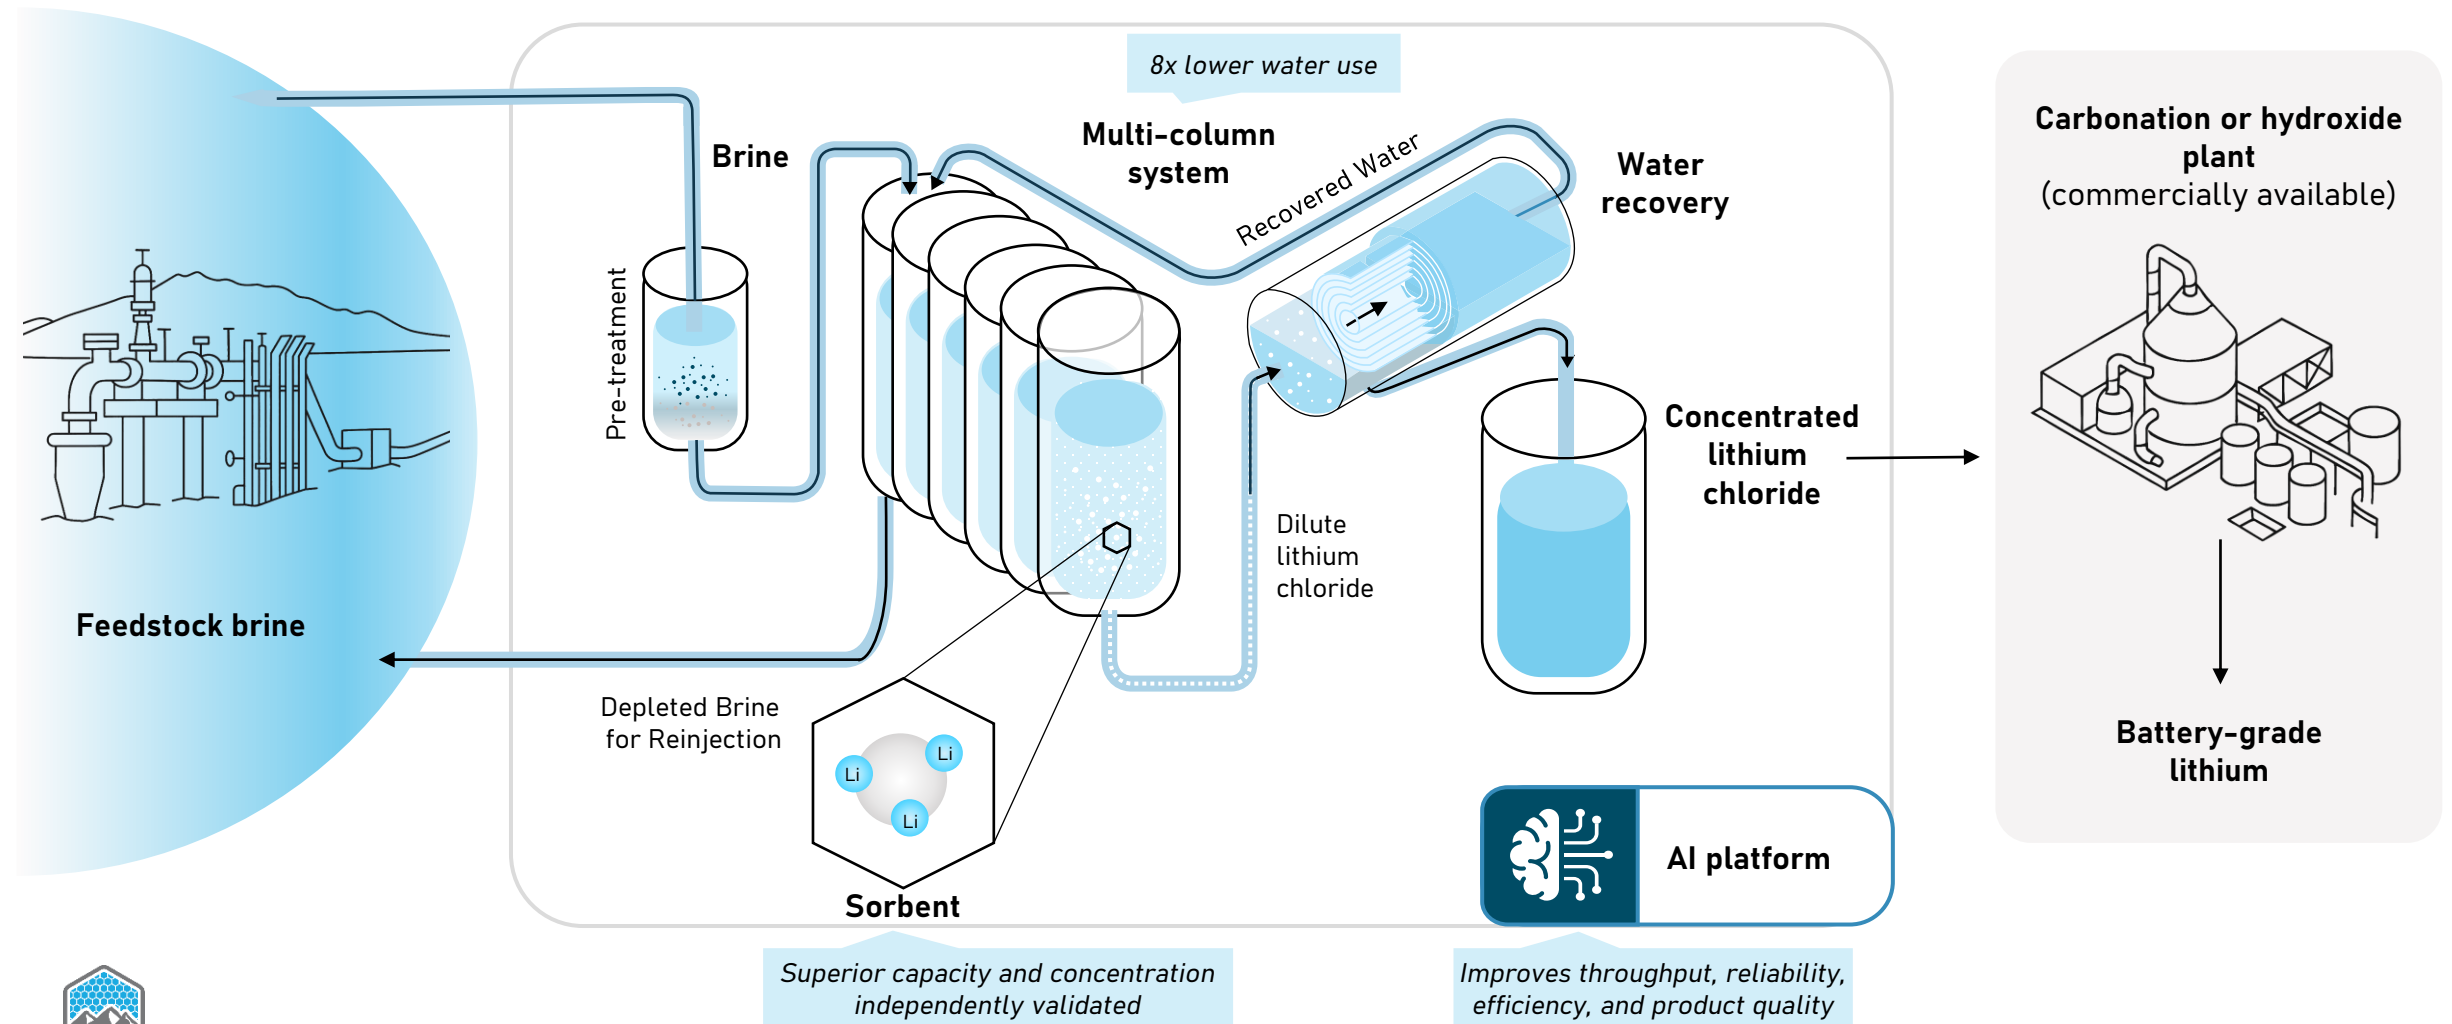 8x lower water use
Multi-column
system
Brine
Recovered Water
Water
recovery
Pre-treatment
Carbonation or hydroxide
plant
(commercially available)
Concentrated
lithium
chloride
Dilute
lithium
chloride
Feedstock brine
Depleted Brine
for Reinjection
Li
Li
Li
Sorbent
Battery-grade
lithium
AI platform
Superior capacity and concentration
independently validated
Improves throughput, reliability,
efficiency, and product quality